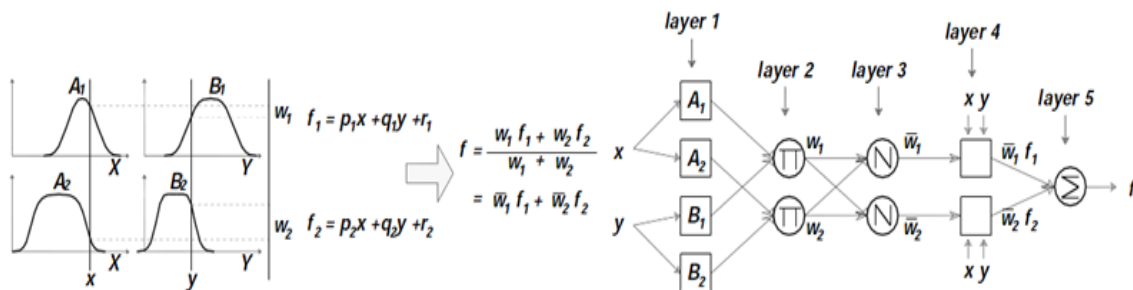 A₁
B₁
w₁ f₁ = p₁x + q₁y + r₁
X
Y
A₂
B₂
w₂ f₂ = p₂x + q₂y + r₂
X
Y
x
y
f = (w₁ f₁ + w₂ f₂) / (w₁ + w₂)
= w̅₁ f₁ + w̅₂ f₂
layer 1
layer 2
layer 3
layer 4
layer 5
x
y
A₁
A₂
B₁
B₂
Π
Π
w₁
w₂
N
N
w̅₁
w̅₂
x y
x y
w̅₁ f₁
w̅₂ f₂
Σ
f